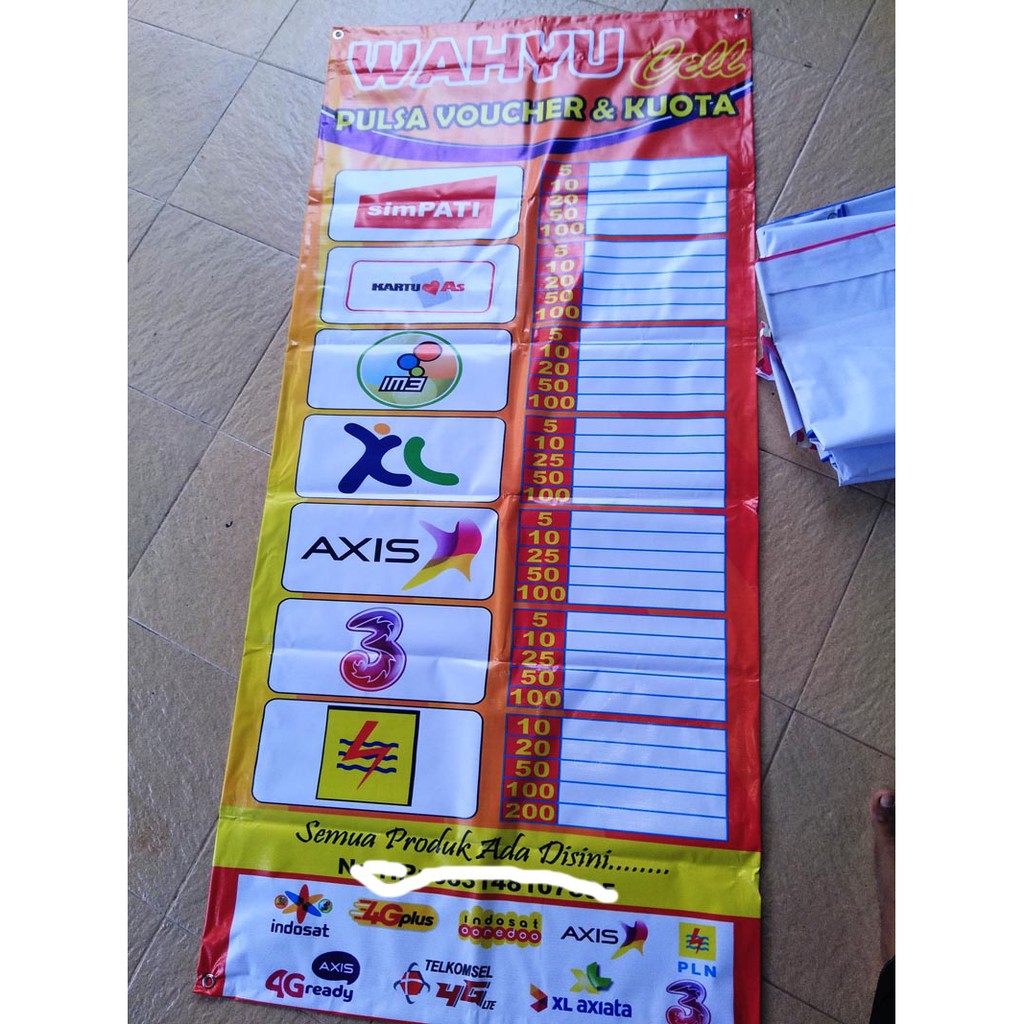 WAHYU Cell
PULSA VOUCHER & KUOTA
simPATI
5
10
20
50
100
KARTU As
5
10
20
50
100
IM3
5
10
20
50
100
XL
5
10
25
50
100
AXIS
5
10
25
50
100
3
5
10
25
50
100
10
20
50
100
200
Semua Produk Ada Disini........
indosat
4G plus
indosat ooredoo
AXIS
PLN
4G ready AXIS
TELKOMSEL 4G LTE
XL axiata
3